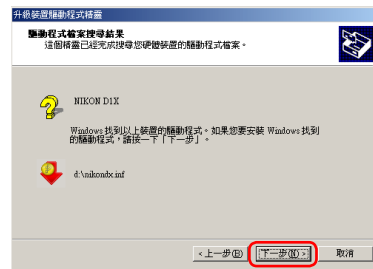 升級裝置驅動程式精靈
驅動程式檔案搜尋結果
這個精靈已經完成搜尋您硬體裝置的驅動程式檔案。
NIKON D1X
Windows 找到以上裝置的驅動程式。如果您要安裝 Windows 找到
的驅動程式，請按一下「下一步」。
d:\nikondx.inf
<上一步(B) 下一步(N)> 取消